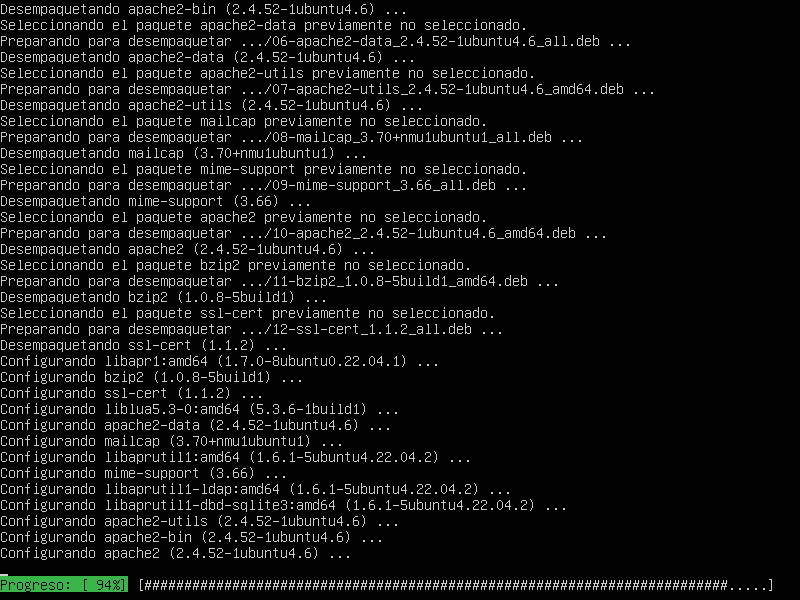 Desempaquetando apache2-bin (2.4.52-1ubuntu4.6) ...
Seleccionando el paquete apache2-data previamente no seleccionado.
Preparando para desempaquetar .../06-apache2-data_2.4.52-1ubuntu4.6_all.deb ...
Desempaquetando apache2-data (2.4.52-1ubuntu4.6) ...
Seleccionando el paquete apache2-utils previamente no seleccionado.
Preparando para desempaquetar .../07-apache2-utils_2.4.52-1ubuntu4.6_amd64.deb ...
Desempaquetando apache2-utils (2.4.52-1ubuntu4.6) ...
Seleccionando el paquete mailcap previamente no seleccionado.
Preparando para desempaquetar .../08-mailcap_3.70+nmu1ubuntu1_all.deb ...
Desempaquetando mailcap (3.70+nmu1ubuntu1) ...
Seleccionando el paquete mime-support previamente no seleccionado.
Preparando para desempaquetar .../09-mime-support_3.66_all.deb ...
Desempaquetando mime-support (3.66) ...
Seleccionando el paquete apache2 previamente no seleccionado.
Preparando para desempaquetar .../10-apache2_2.4.52-1ubuntu4.6_amd64.deb ...
Desempaquetando apache2 (2.4.52-1ubuntu4.6) ...
Seleccionando el paquete bzip2 previamente no seleccionado.
Preparando para desempaquetar .../11-bzip2_1.0.8-5build1_amd64.deb ...
Desempaquetando bzip2 (1.0.8-5build1) ...
Seleccionando el paquete ssl-cert previamente no seleccionado.
Preparando para desempaquetar .../12-ssl-cert_1.1.2_all.deb ...
Desempaquetando ssl-cert (1.1.2) ...
Configurando libapr1:amd64 (1.7.0-8ubuntu0.22.04.1) ...
Configurando bzip2 (1.0.8-5build1) ...
Configurando ssl-cert (1.1.2) ...
Configurando liblua5.3-0:amd64 (5.3.6-1build1) ...
Configurando apache2-data (2.4.52-1ubuntu4.6) ...
Configurando mailcap (3.70+nmu1ubuntu1) ...
Configurando libaprutil1:amd64 (1.6.1-5ubuntu4.22.04.2) ...
Configurando mime-support (3.66) ...
Configurando libaprutil1-ldap:amd64 (1.6.1-5ubuntu4.22.04.2) ...
Configurando libaprutil1-dbd-sqlite3:amd64 (1.6.1-5ubuntu4.22.04.2) ...
Configurando apache2-utils (2.4.52-1ubuntu4.6) ...
Configurando apache2-bin (2.4.52-1ubuntu4.6) ...
Configurando apache2 (2.4.52-1ubuntu4.6) ...
Progreso: [ 94%] [#########################################################################.....]